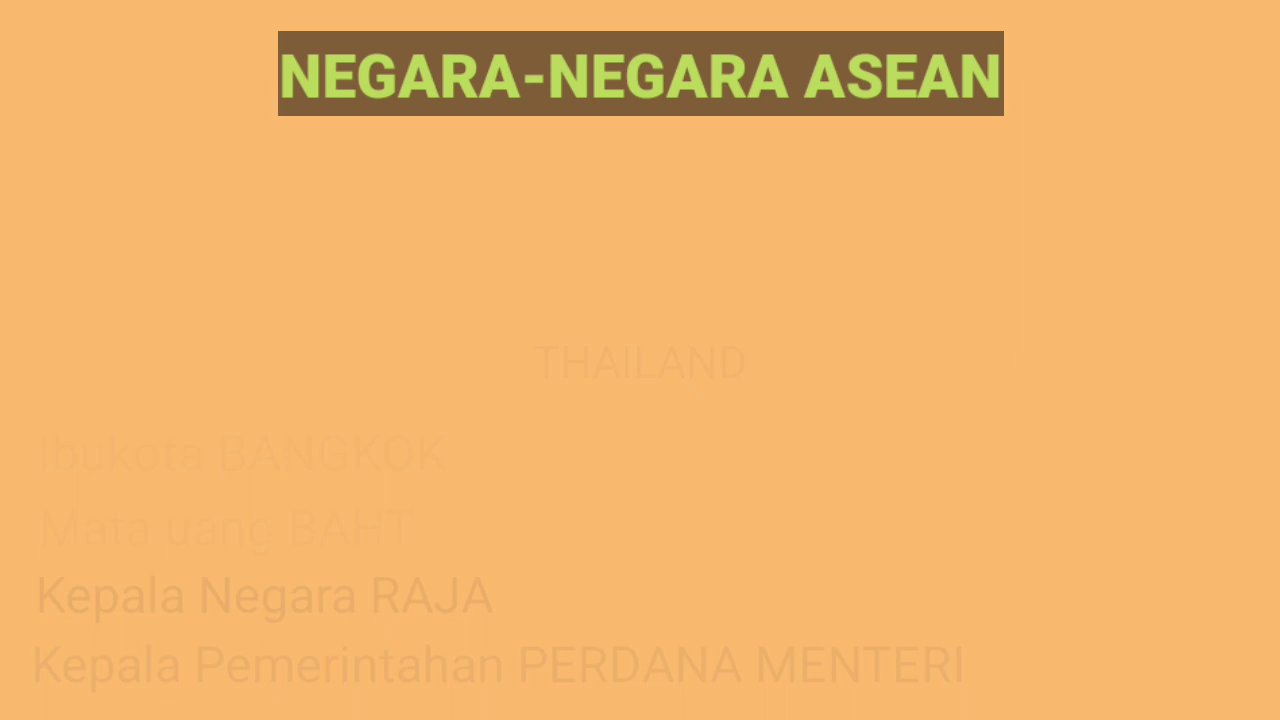 NEGARA-NEGARA ASEAN
THAILAND
Ibukota BANGKOK
Mata uang BAHT
Kepala Negara RAJA
Kepala Pemerintahan PERDANA MENTERI